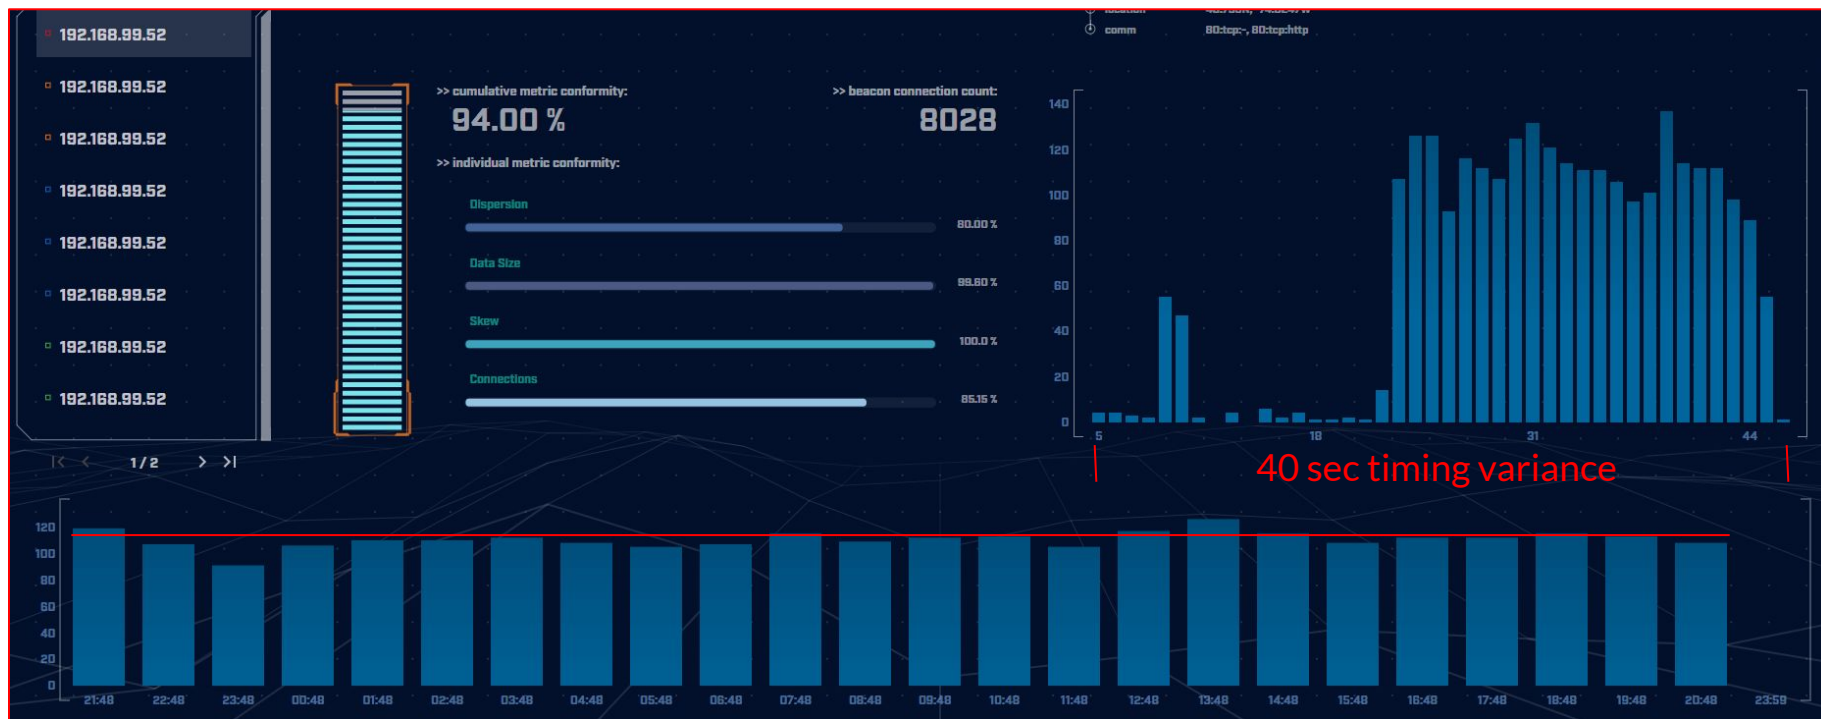 192.168.99.52
192.168.99.52
192.168.99.52
192.168.99.52
192.168.99.52
192.168.99.52
192.168.99.52
192.168.99.52
1 / 2
location
comm 80:tcp:-, 80:tcp:http
>> cumulative metric conformity:
94.00 %
>> beacon connection count:
8028
>> individual metric conformity:
Dispersion
80.00 %
Data Size
99.60 %
Skew
100.0 %
Connections
85.15 %
140
120
100
80
60
40
20
0
5 18 31 44
40 sec timing variance
120
100
80
60
40
20
0
21:48 22:48 23:48 00:48 01:48 02:48 03:48 04:48 05:48 06:48 07:48 08:48 09:48 10:48 11:48 12:48 13:48 14:48 15:48 16:48 17:48 18:48 19:48 20:48 23:59